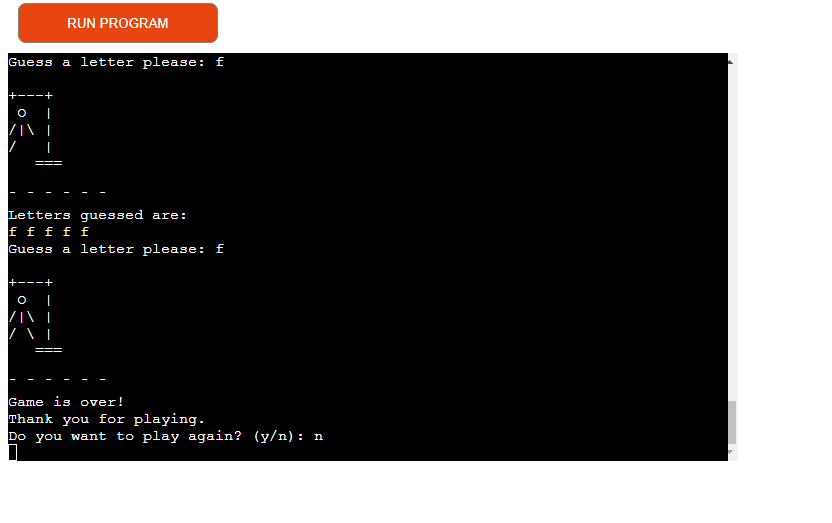 RUN PROGRAM
Guess a letter please: f
+---+
 O  |
/|\ |
/   |
   ===
- - - - - -
Letters guessed are:
f f f f f
Guess a letter please: f
+---+
 O  |
/|\ |
/ \ |
   ===
- - - - - -
Game is over!
Thank you for playing.
Do you want to play again? (y/n): n